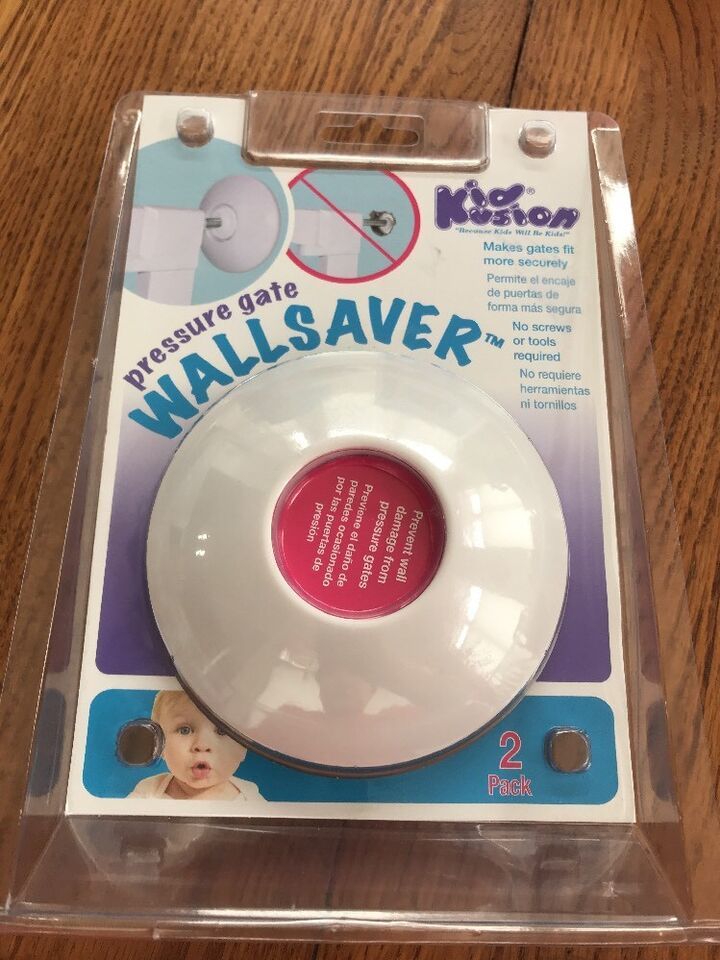 Kid Kusion®
"Because Kids Will Be Kids!"
Makes gates fit
more securely
Permite el encaje
de puertas de
forma más segura
No screws
or tools
required
No requiere
herramientas
ni tornillos
pressure gate
WALLSAVER™
Prevent wall
damage from
pressure gates
Previene el daño de
paredes ocasionado
por las puertas de
presión
2
Pack